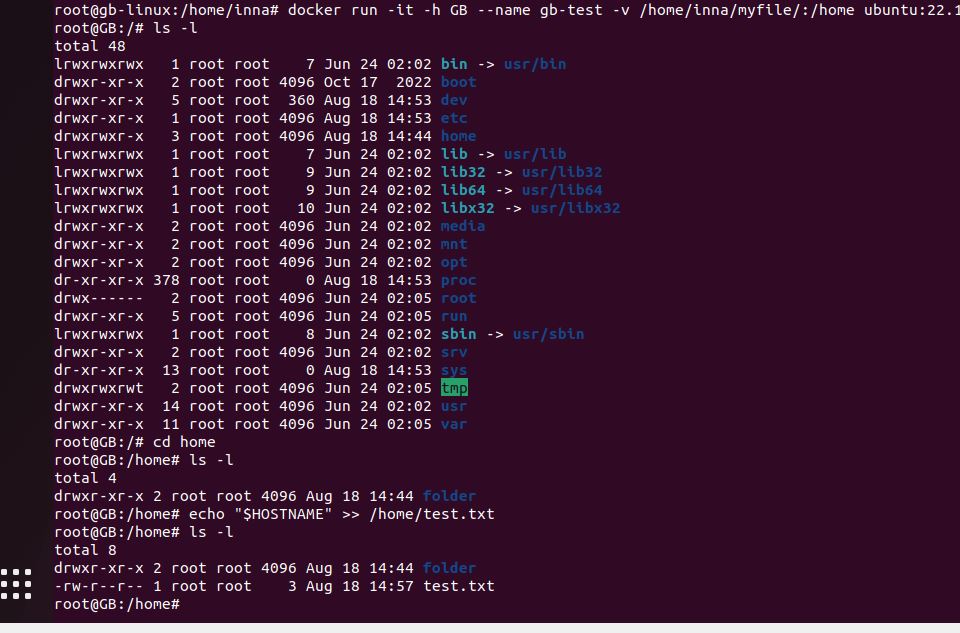 root@gb-linux:/home/inna# docker run -it -h GB --name gb-test -v /home/inna/myfile/:/home ubuntu:22.1
root@GB:/# ls -l
total 48
lrwxrwxrwx   1 root root    7 Jun 24 02:02 bin -> usr/bin
drwxr-xr-x   2 root root 4096 Oct 17  2022 boot
drwxr-xr-x   5 root root  360 Aug 18 14:53 dev
drwxr-xr-x   1 root root 4096 Aug 18 14:53 etc
drwxr-xr-x   3 root root 4096 Aug 18 14:44 home
lrwxrwxrwx   1 root root    7 Jun 24 02:02 lib -> usr/lib
lrwxrwxrwx   1 root root    9 Jun 24 02:02 lib32 -> usr/lib32
lrwxrwxrwx   1 root root    9 Jun 24 02:02 lib64 -> usr/lib64
lrwxrwxrwx   1 root root   10 Jun 24 02:02 libx32 -> usr/libx32
drwxr-xr-x   2 root root 4096 Jun 24 02:02 media
drwxr-xr-x   2 root root 4096 Jun 24 02:02 mnt
drwxr-xr-x   2 root root 4096 Jun 24 02:02 opt
dr-xr-xr-x 378 root root    0 Aug 18 14:53 proc
drwx------   2 root root 4096 Jun 24 02:05 root
drwxr-xr-x   5 root root 4096 Jun 24 02:05 run
lrwxrwxrwx   1 root root    8 Jun 24 02:02 sbin -> usr/sbin
drwxr-xr-x   2 root root 4096 Jun 24 02:02 srv
dr-xr-xr-x  13 root root    0 Aug 18 14:53 sys
drwxrwxrwt   2 root root 4096 Jun 24 02:05 tmp
drwxr-xr-x  14 root root 4096 Jun 24 02:02 usr
drwxr-xr-x  11 root root 4096 Jun 24 02:05 var
root@GB:/# cd home
root@GB:/home# ls -l
total 4
drwxr-xr-x 2 root root 4096 Aug 18 14:44 folder
root@GB:/home# echo "$HOSTNAME" >> /home/test.txt
root@GB:/home# ls -l
total 8
drwxr-xr-x 2 root root 4096 Aug 18 14:44 folder
-rw-r--r-- 1 root root    3 Aug 18 14:57 test.txt
root@GB:/home#